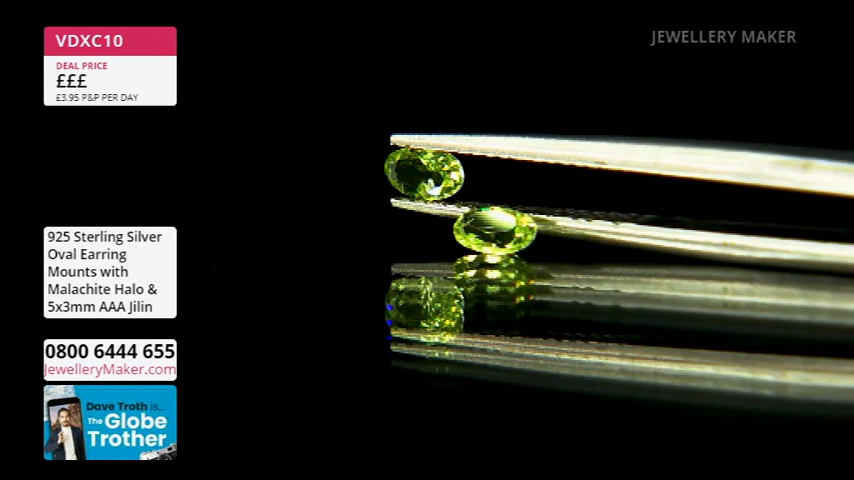 VDXC10
DEAL PRICE
£££
£3.95 P&P PER DAY
JEWELLERY MAKER
925 Sterling Silver
Oval Earring
Mounts with
Malachite Halo &
5x3mm AAA Jilin
0800 6444 655
JewelleryMaker.com
Dave Troth is...
The Globe
Trother